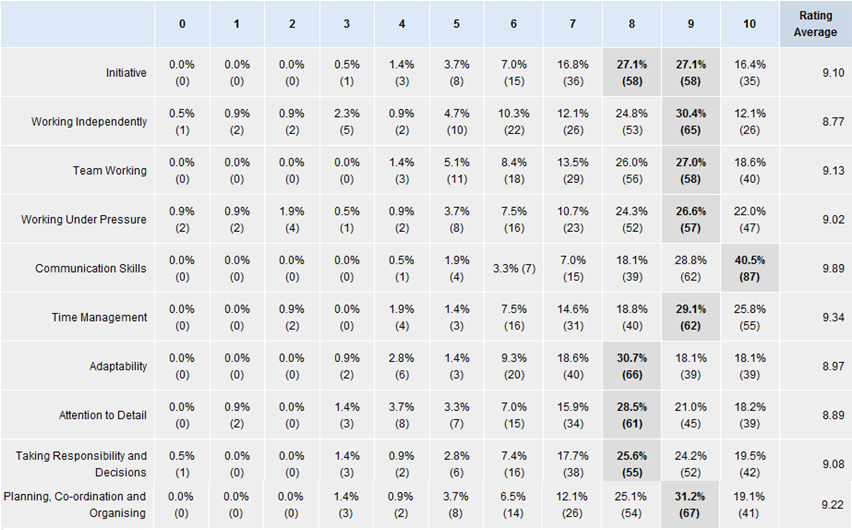 0 1 2 3 4 5 6 7 8 9 10 Rating Average
Initiative 0.0% (0) 0.0% (0) 0.0% (0) 0.5% (1) 1.4% (3) 3.7% (8) 7.0% (15) 16.8% (36) 27.1% (58) 27.1% (58) 16.4% (35) 9.10
Working Independently 0.5% (1) 0.9% (2) 0.9% (2) 2.3% (5) 0.9% (2) 4.7% (10) 10.3% (22) 12.1% (26) 24.8% (53) 30.4% (65) 12.1% (26) 8.77
Team Working 0.0% (0) 0.0% (0) 0.0% (0) 0.0% (0) 1.4% (3) 5.1% (11) 8.4% (18) 13.5% (29) 26.0% (56) 27.0% (58) 18.6% (40) 9.13
Working Under Pressure 0.9% (2) 0.9% (2) 1.9% (4) 0.5% (1) 0.9% (2) 3.7% (8) 7.5% (16) 10.7% (23) 24.3% (52) 26.6% (57) 22.0% (47) 9.02
Communication Skills 0.0% (0) 0.0% (0) 0.0% (0) 0.0% (0) 0.5% (1) 1.9% (4) 3.3% (7) 7.0% (15) 18.1% (39) 28.8% (62) 40.5% (87) 9.89
Time Management 0.0% (0) 0.0% (0) 0.9% (2) 0.0% (0) 1.9% (4) 1.4% (3) 7.5% (16) 14.6% (31) 18.8% (40) 29.1% (62) 25.8% (55) 9.34
Adaptability 0.0% (0) 0.0% (0) 0.0% (0) 0.9% (2) 2.8% (6) 1.4% (3) 9.3% (20) 18.6% (40) 30.7% (66) 18.1% (39) 18.1% (39) 8.97
Attention to Detail 0.0% (0) 0.9% (2) 0.0% (0) 1.4% (3) 3.7% (8) 3.3% (7) 7.0% (15) 15.9% (34) 28.5% (61) 21.0% (45) 18.2% (39) 8.89
Taking Responsibility and Decisions 0.5% (1) 0.0% (0) 0.0% (0) 1.4% (3) 0.9% (2) 2.8% (6) 7.4% (16) 17.7% (38) 25.6% (55) 24.2% (52) 19.5% (42) 9.08
Planning, Co-ordination and Organising 0.0% (0) 0.0% (0) 0.0% (0) 1.4% (3) 0.9% (2) 3.7% (8) 6.5% (14) 12.1% (26) 25.1% (54) 31.2% (67) 19.1% (41) 9.22